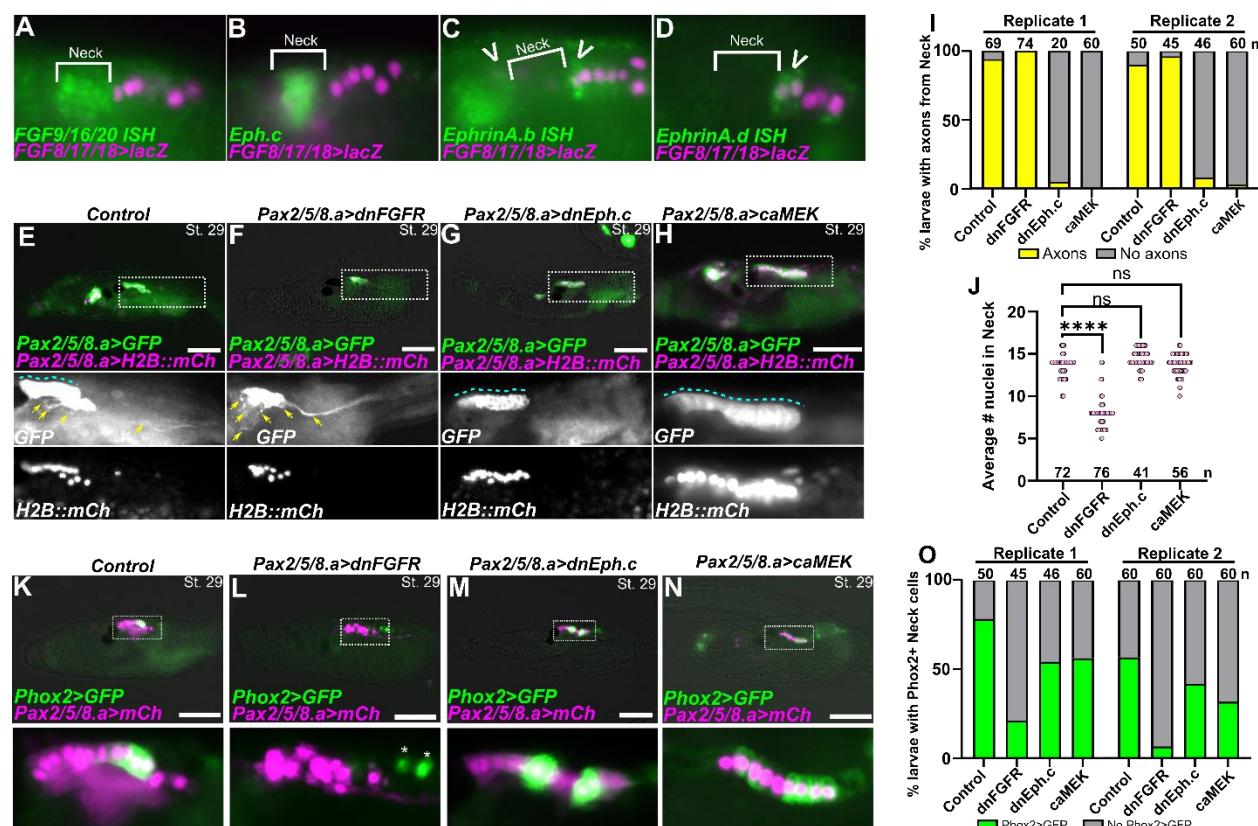 A
Neck
FGF9/16/20 ISH
FGF8/17/18>lacZ
B
Neck
Eph.c
FGF8/17/18>lacZ
C
Neck
EphrinA.b ISH
FGF8/17/18>lacZ
D
Neck
EphrinA.d ISH
FGF8/17/18>lacZ
Control
Pax2/5/8.a>dnFGFR
Pax2/5/8.a>dnEph.c
Pax2/5/8.a>caMEK
E
St. 29
Pax2/5/8.a>GFP
Pax2/5/8.a>H2B::mCh
GFP
H2B::mCh
F
St. 29
Pax2/5/8.a>GFP
Pax2/5/8.a>H2B::mCh
GFP
H2B::mCh
G
St. 29
Pax2/5/8.a>GFP
Pax2/5/8.a>H2B::mCh
GFP
H2B::mCh
H
St. 29
Pax2/5/8.a>GFP
Pax2/5/8.a>H2B::mCh
GFP
H2B::mCh
I
Replicate 1
Replicate 2
69 74 20 60 50 45 46 60 n
% larvae with axons from Neck
100
50
0
Control dnFGFR dnEph.c caMEK Control dnFGFR dnEph.c caMEK
Axons No axons
J
ns
ns
****
Average # nuclei in Neck
20
15
10
5
0
72 76 41 56 n
Control dnFGFR dnEph.c caMEK
Control
Pax2/5/8.a>dnFGFR
Pax2/5/8.a>dnEph.c
Pax2/5/8.a>caMEK
K
St. 29
Phox2>GFP
Pax2/5/8.a>mCh
L
St. 29
Phox2>GFP
Pax2/5/8.a>mCh
* *
M
St. 29
Phox2>GFP
Pax2/5/8.a>mCh
N
St. 29
Phox2>GFP
Pax2/5/8.a>mCh
O
Replicate 1
Replicate 2
50 45 46 60 60 60 60 60 n
% larvae with Phox2+ Neck cells
100
50
0
Control dnFGFR dnEph.c caMEK Control dnFGFR dnEph.c caMEK
Phox2>GFP No Phox2>GFP